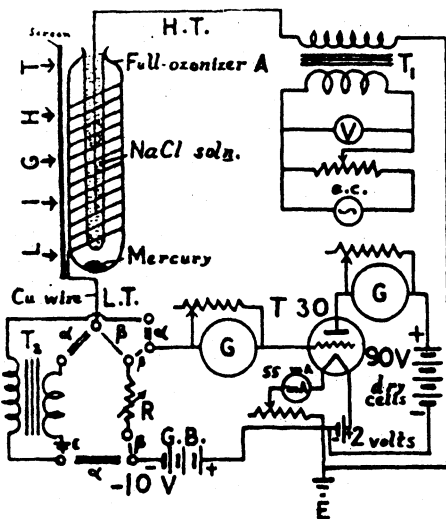 H.T.
Screen
Full-ozonizer A
T₁
LIGHT
V
NaCl soln.
a.c.
Mercury
Cu wire
L.T.
T 30
G
T₂
α β α
G
+
90V
β
55 mA
dry cells
R
-
G.B.
β
2 volts
α
- +
-10 V
E